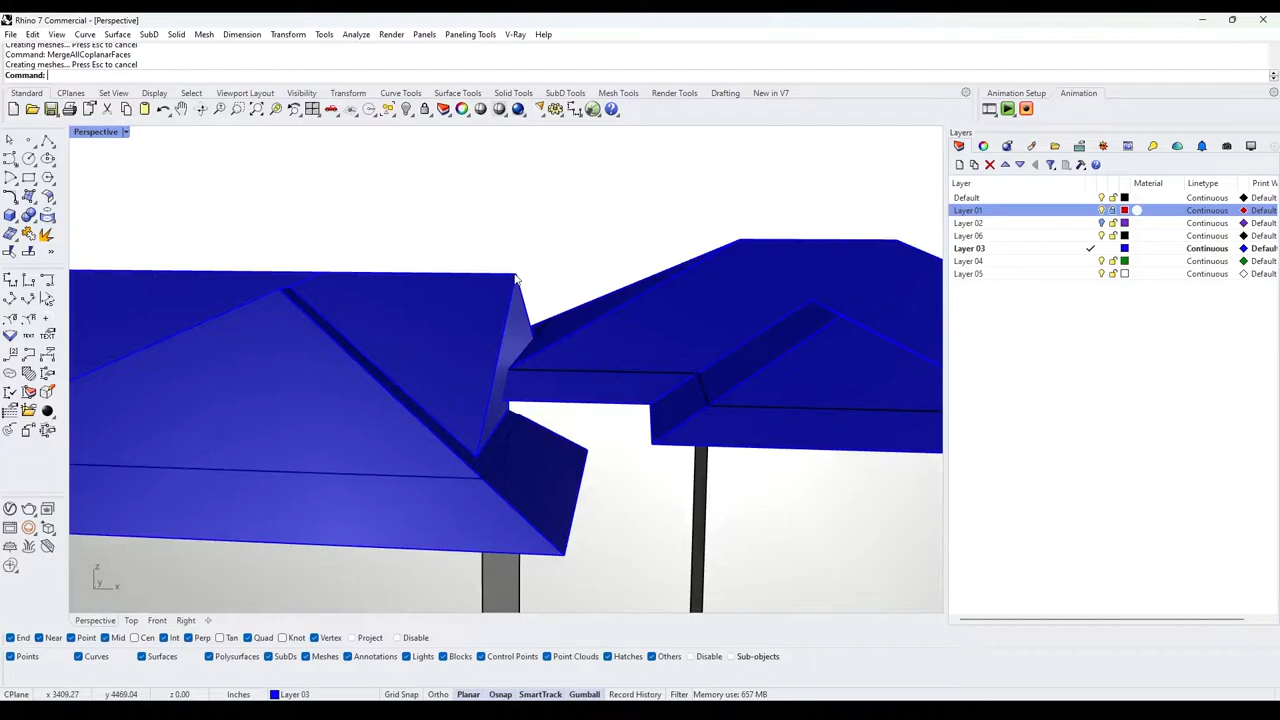 Rhino 7 Commercial - [Perspective]
File Edit View Curve Surface SubD Solid Mesh Dimension Transform Tools Analyze Render Panels Paneling Tools V-Ray Help
Creating meshes... Press Esc to cancel
Command: MergeAllCoplanarFaces
Creating meshes... Press Esc to cancel
Command:
Standard CPlanes Set View Display Select Viewport Layout Visibility Transform Curve Tools Surface Tools Solid Tools SubD Tools Mesh Tools Render Tools Drafting New in V7
Animation Setup Animation
Perspective
Layers
Layer Material Linetype Print W
Default Continuous Default
Layer 01 Continuous Default
Layer 02 Continuous Default
Layer 06 Continuous Default
Layer 03 Continuous Default
Layer 04 Continuous Default
Layer 05 Continuous Default
z
y x
Perspective Top Front Right
End Near Point Mid Cen Int Perp Tan Quad Knot Vertex Project Disable
Points Curves Surfaces Polysurfaces SubDs Meshes Annotations Lights Blocks Control Points Point Clouds Hatches Others Disable Sub-objects
CPlane x 3409.27 y 4469.04 z 0.00 Inches Layer 03 Grid Snap Ortho Planar Osnap SmartTrack Gumball Record History Filter Memory use: 657 MB